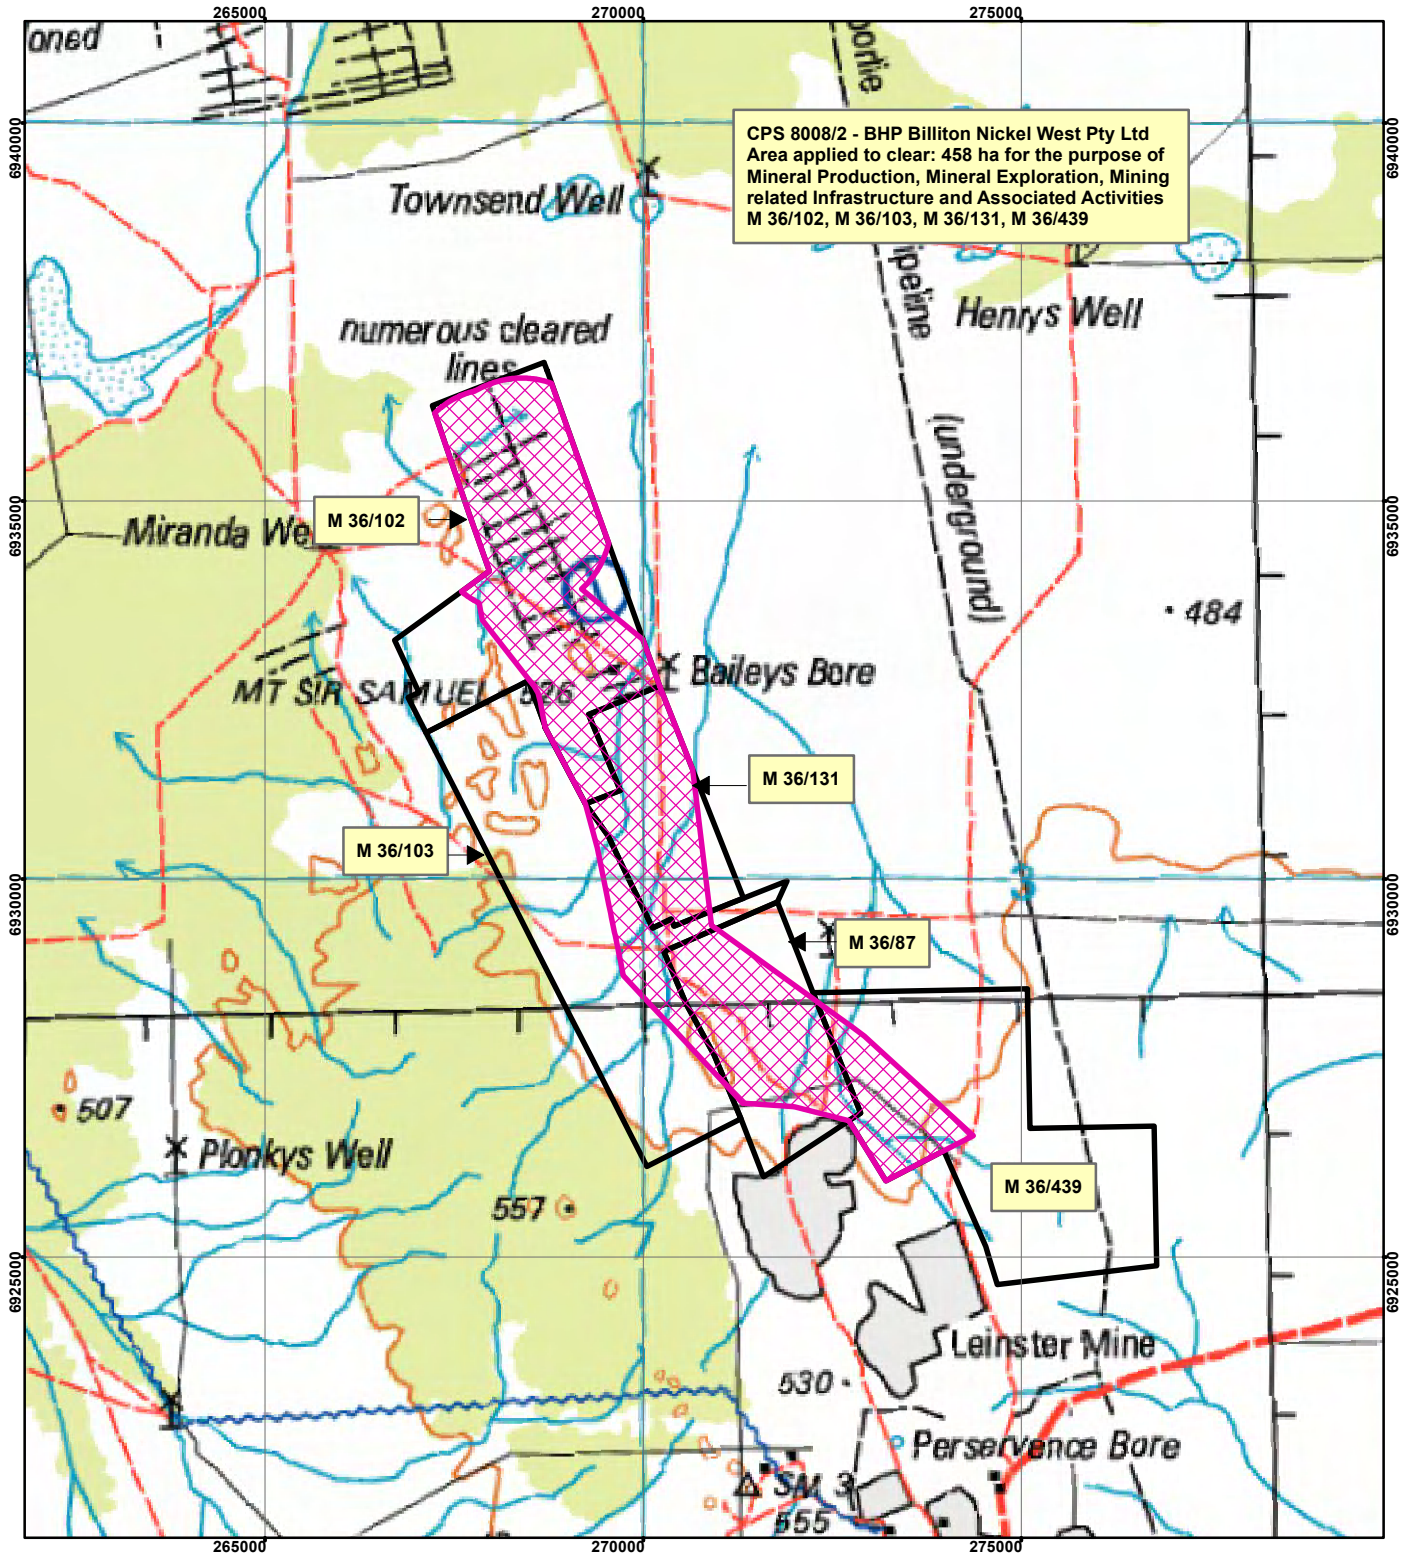 265000
270000
275000
oned
6940000
6940000
CPS 8008/2 - BHP Billiton Nickel West Pty Ltd
Area applied to clear: 458 ha for the purpose of
Mineral Production, Mineral Exploration, Mining
related Infrastructure and Associated Activities
M 36/102, M 36/103, M 36/131, M 36/439
Townsend Well
ipeline
Henrys Well
numerous cleared
lines
(underground)
6935000
6935000
M 36/102
Miranda We
484
Baileys Bore
MT SIR SAMUEL 526
M 36/131
M 36/103
6930000
6930000
M 36/87
507
Plonkys Well
M 36/439
557
6925000
6925000
Leinster Mine
530
Perservence Bore
SM 3
555
265000
270000
275000